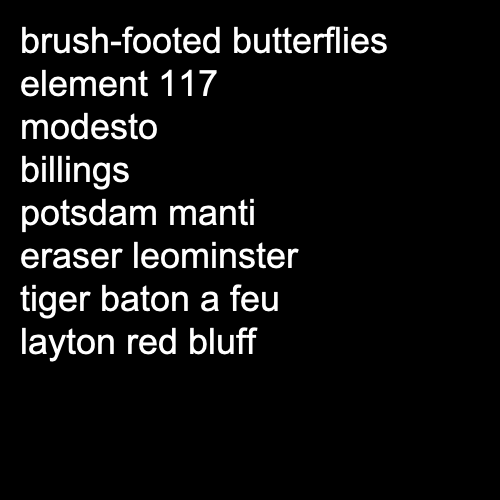 brush-footed butterflies
element 117
modesto
billings
potsdam manti
eraser leominster
tiger baton a feu
layton red bluff